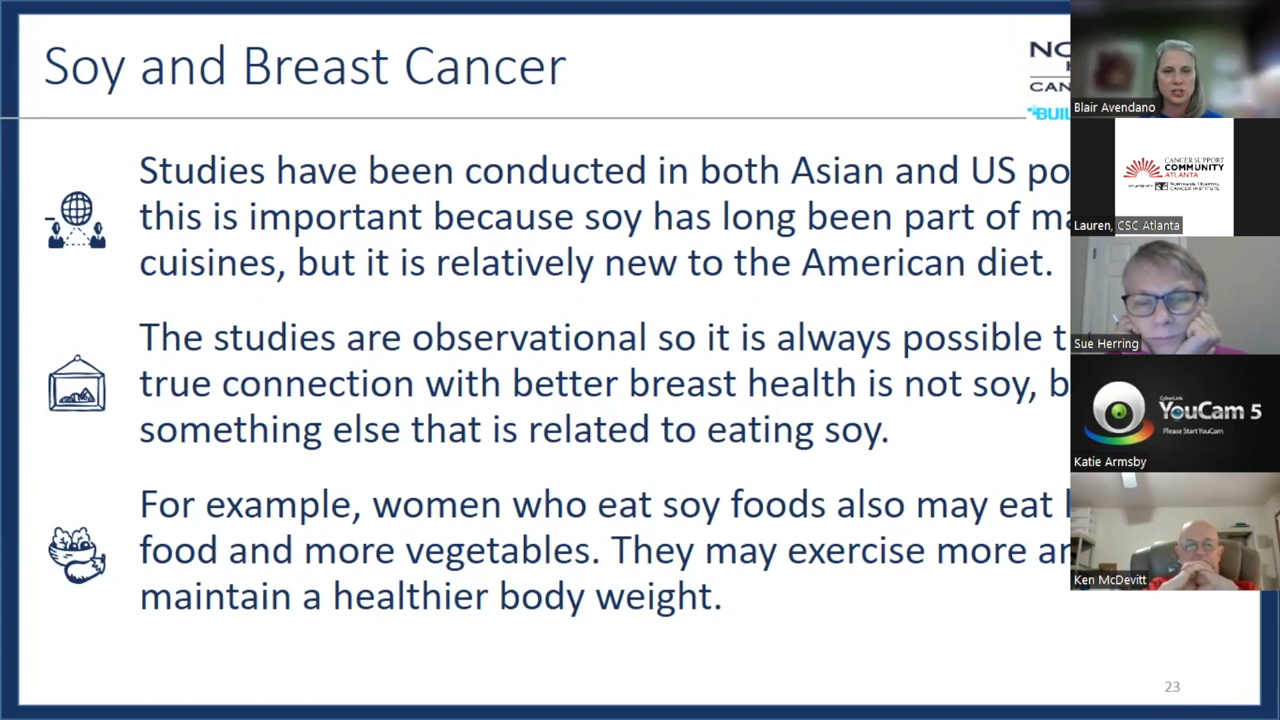 Soy and Breast Cancer
Studies have been conducted in both Asian and US
this is important because soy has long been part of
cuisines, but it is relatively new to the American diet.
The studies are observational so it is always possible
true connection with better breast health is not soy,
something else that is related to eating soy.
For example, women who eat soy foods also may eat
food and more vegetables. They may exercise more
maintain a healthier body weight.
23
Blair Avendano
CANCER SUPPORT
COMMUNITY
ATLANTA
NORTHSIDE HOSPITAL
CANCER INSTITUTE
Lauren, CSC Atlanta
Sue Herring
CyberLink
YouCam 5
Please Start YouCam
Katie Armsby
Ken McDevitt